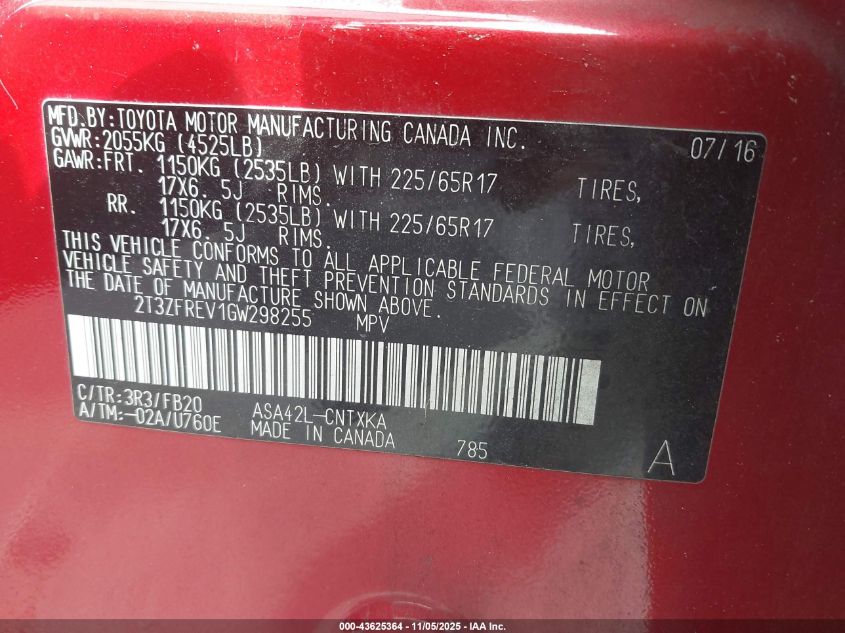 MFD.BY:TOYOTA MOTOR MANUFACTURING CANADA INC. 07/16
GVWR:2055KG (4525LB)
GAWR:FRT. 1150KG (2535LB) WITH 225/65R17 TIRES,
17X6.5J RIMS.
RR. 1150KG (2535LB) WITH 225/65R17 TIRES,
17X6.5J RIMS.
THIS VEHICLE CONFORMS TO ALL APPLICABLE FEDERAL MOTOR
VEHICLE SAFETY AND THEFT PREVENTION STANDARDS IN EFFECT ON
THE DATE OF MANUFACTURE SHOWN ABOVE.
2T3ZFREV1GW298255 MPV
C/TR:3R3/FB20 ASA42L-CNTXKA
A/TM:-02A/U760E MADE IN CANADA 785 A
000-43625364 - 11/05/2025 - IAA Inc.